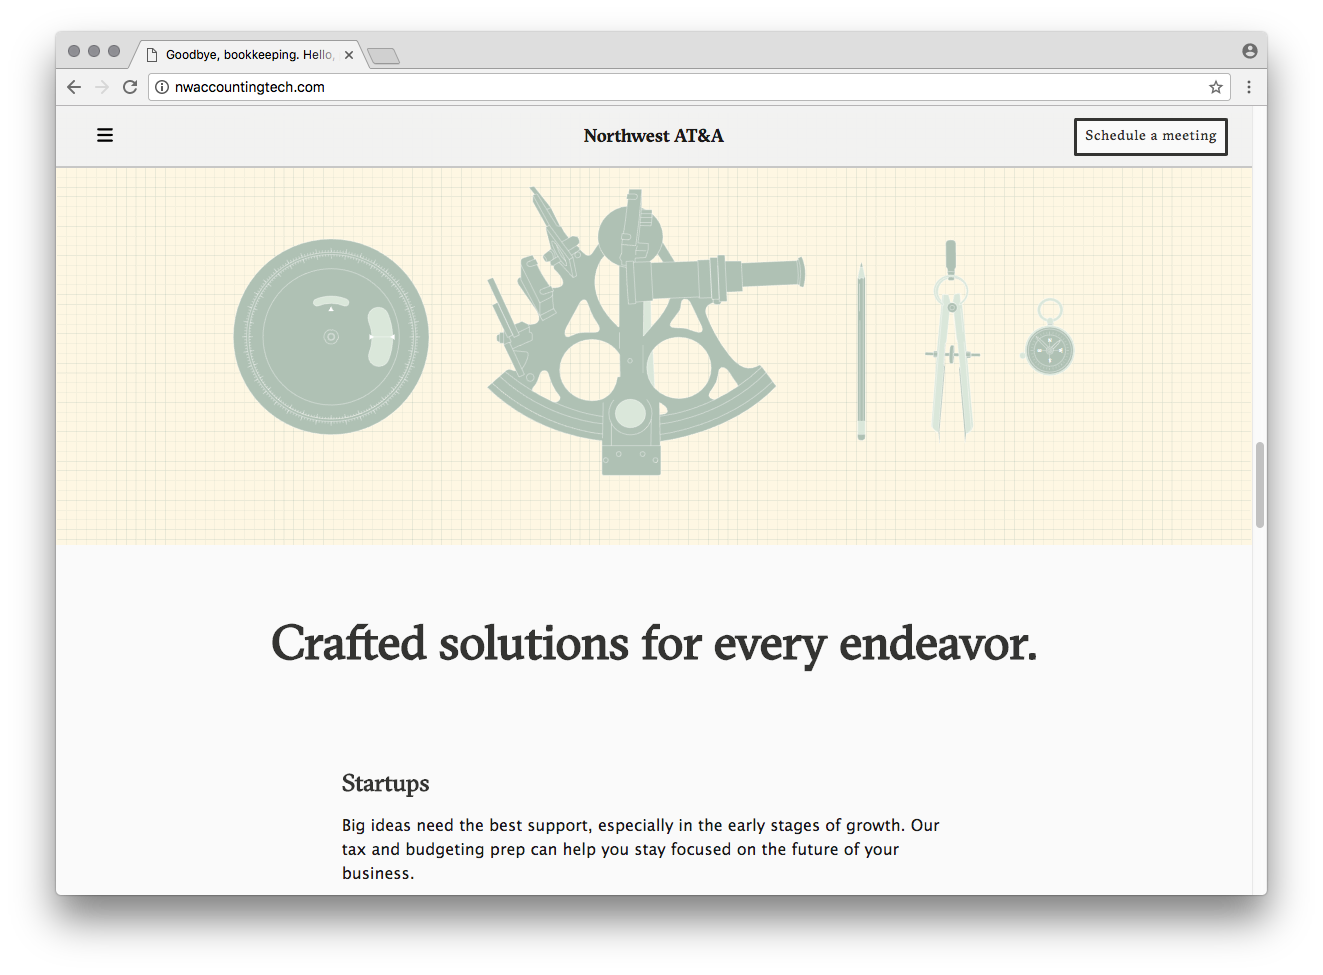 Goodbye, bookkeeping. Hello,
nwaccountingtech.com
Northwest AT&A
Schedule a meeting
Crafted solutions for every endeavor.
Startups
Big ideas need the best support, especially in the early stages of growth. Our
tax and budgeting prep can help you stay focused on the future of your
business.